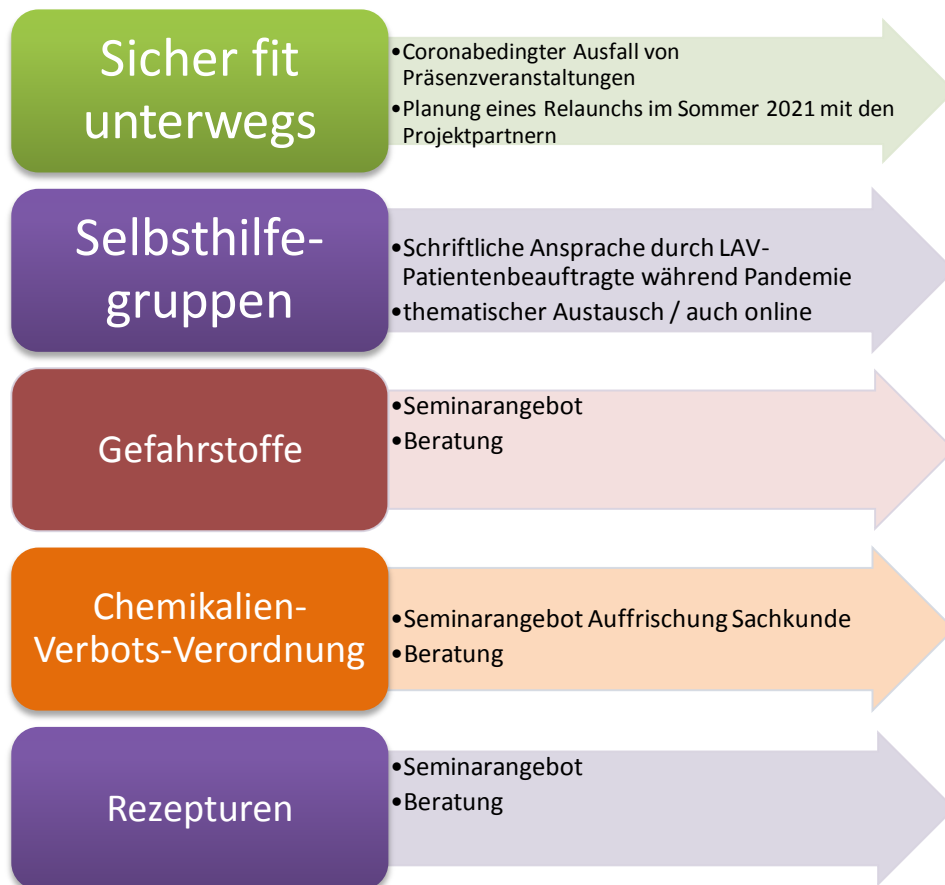 Sicher fit
unterwegs
•Coronabedingter Ausfall von
Präsenzveranstaltungen
•Planung eines Relaunchs im Sommer 2021 mit den
Projektpartnern
Selbsthilfe-
gruppen
•Schriftliche Ansprache durch LAV-
Patientenbeauftragte während Pandemie
•thematischer Austausch / auch online
Gefahrstoffe
•Seminarangebot
•Beratung
Chemikalien-
Verbots-Verordnung
•Seminarangebot Auffrischung Sachkunde
•Beratung
Rezepturen
•Seminarangebot
•Beratung